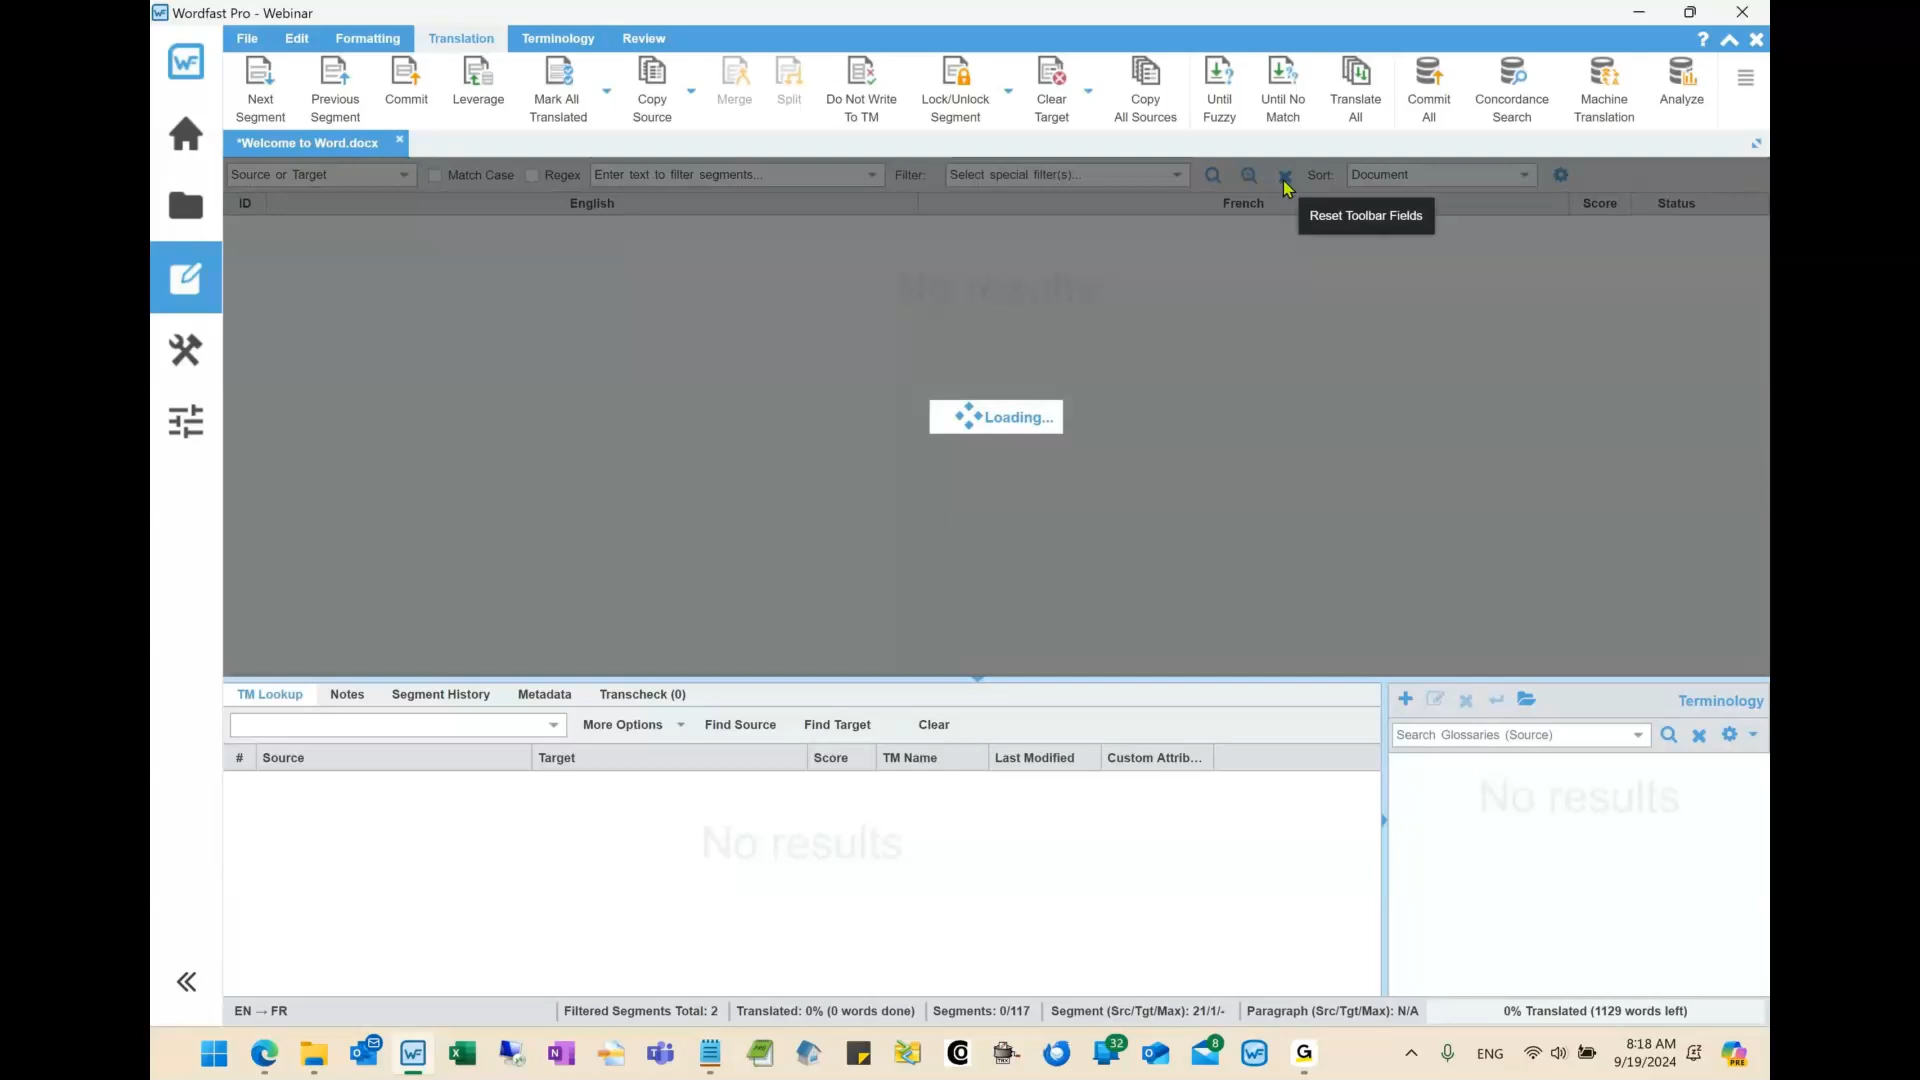 Wordfast Pro - Webinar
File Edit Formatting Translation Terminology Review
Next Segment
Previous Segment
Commit
Leverage
Mark All Translated
Copy Source
Merge
Split
Do Not Write To TM
Lock/Unlock Segment
Clear Target
Copy All Sources
Until Fuzzy
Until No Match
Translate All
Commit All
Concordance Search
Machine Translation
Analyze
*Welcome to Word.docx
Source or Target Match Case Regex Enter text to filter segments... Filter: Select special filter(s)... Sort: Document
ID English French Score Status
Reset Toolbar Fields
No results
Loading...
TM Lookup Notes Segment History Metadata Transcheck (0)
More Options Find Source Find Target Clear
# Source Target Score TM Name Last Modified Custom Attrib...
No results
Terminology
Search Glossaries (Source)
No results
EN → FR Filtered Segments Total: 2 Translated: 0% (0 words done) Segments: 0/117 Segment (Src/Tgt/Max): 21/1/- Paragraph (Src/Tgt/Max): N/A 0% Translated (1129 words left)
32
8
ENG
8:18 AM
9/19/2024
PRE